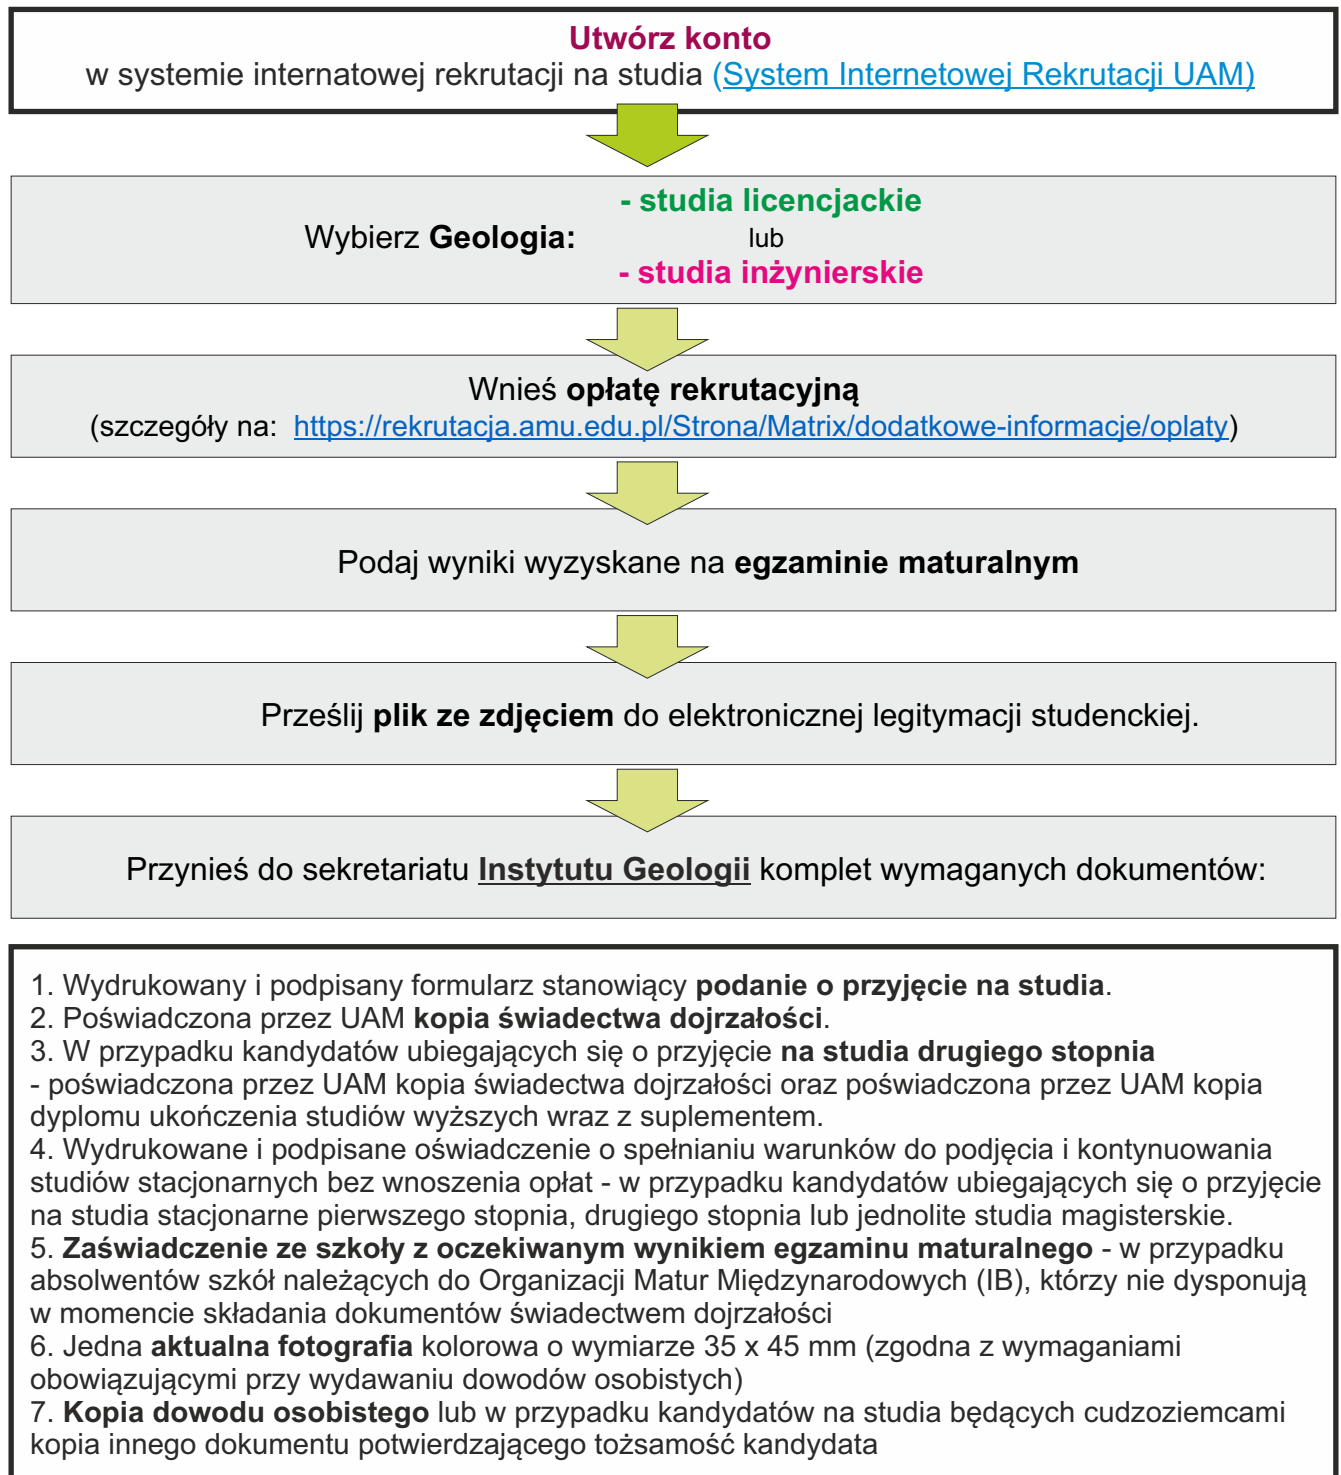 Utwórz konto
w systemie internatowej rekrutacji na studia (System Internetowej Rekrutacji UAM)
- studia licencjackie
Wybierz Geologia: lub
- studia inżynierskie
Wnieś opłatę rekrutacyjną
(szczegóły na: https://rekrutacja.amu.edu.pl/Strona/Matrix/dodatkowe-informacje/oplaty)
Podaj wyniki wyzyskane na egzaminie maturalnym
Prześlij plik ze zdjęciem do elektronicznej legitymacji studenckiej.
Przynieś do sekretariatu Instytutu Geologii komplet wymaganych dokumentów:
1. Wydrukowany i podpisany formularz stanowiący podanie o przyjęcie na studia.
2. Poświadczona przez UAM kopia świadectwa dojrzałości.
3. W przypadku kandydatów ubiegających się o przyjęcie na studia drugiego stopnia
- poświadczona przez UAM kopia świadectwa dojrzałości oraz poświadczona przez UAM kopia
dyplomu ukończenia studiów wyższych wraz z suplementem.
4. Wydrukowane i podpisane oświadczenie o spełnianiu warunków do podjęcia i kontynuowania
studiów stacjonarnych bez wnoszenia opłat - w przypadku kandydatów ubiegających się o przyjęcie
na studia stacjonarne pierwszego stopnia, drugiego stopnia lub jednolite studia magisterskie.
5. Zaświadczenie ze szkoły z oczekiwanym wynikiem egzaminu maturalnego - w przypadku
absolwentów szkół należących do Organizacji Matur Międzynarodowych (IB), którzy nie dysponują
w momencie składania dokumentów świadectwem dojrzałości
6. Jedna aktualna fotografia kolorowa o wymiarze 35 x 45 mm (zgodna z wymaganiami
obowiązującymi przy wydawaniu dowodów osobistych)
7. Kopia dowodu osobistego lub w przypadku kandydatów na studia będących cudzoziemcami
kopia innego dokumentu potwierdzającego tożsamość kandydata